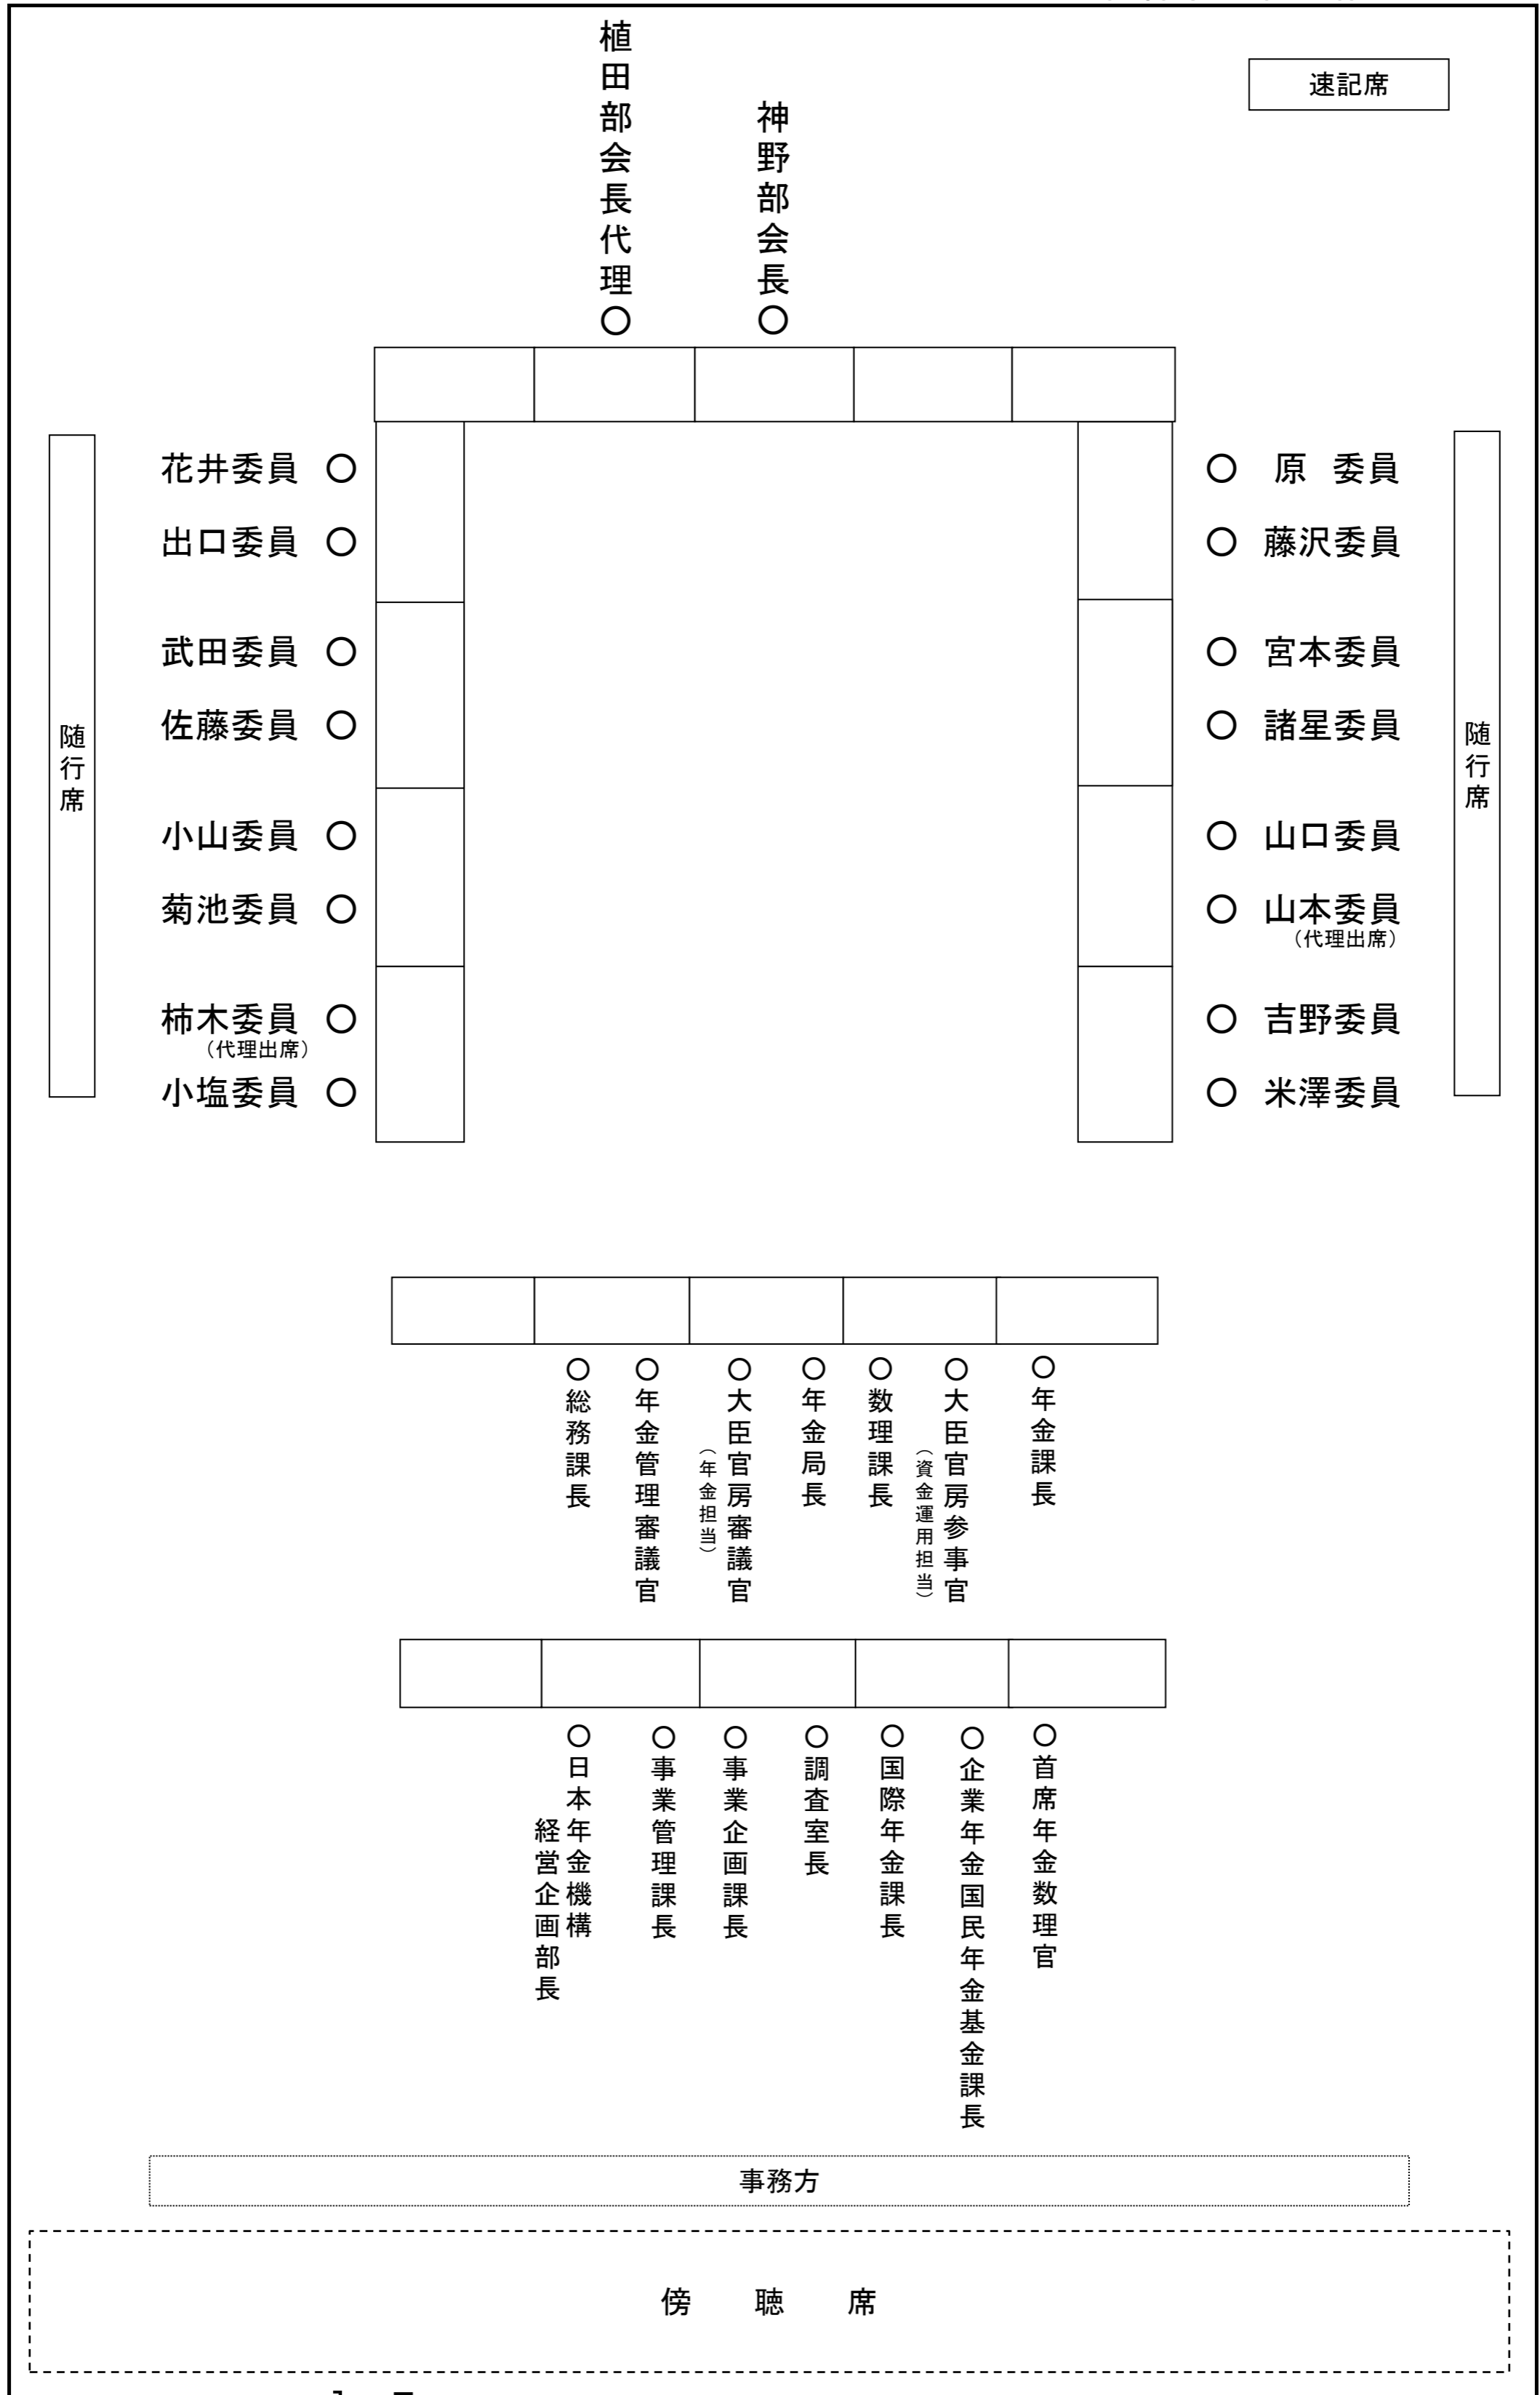 速記席
植田部会長代理○
神野部会長○
花井委員 ○
出口委員 ○
武田委員 ○
佐藤委員 ○
小山委員 ○
菊池委員 ○
柿木委員 ○
（代理出席）
小塩委員 ○
○ 原 委員
○ 藤沢委員
○ 宮本委員
○ 諸星委員
○ 山口委員
○ 山本委員
（代理出席）
○ 吉野委員
○ 米澤委員
随行席
随行席
○総務課長
○年金管理審議官
○大臣官房審議官
（年金担当）
○年金局長
○数理課長
○大臣官房参事官
（資金運用担当）
○年金課長
○日本年金機構
経営企画部長
○事業管理課長
○事業企画課長
○調査室長
○国際年金課長
○企業年金国民年金基金課長
○首席年金数理官
事務方
傍 聴 席